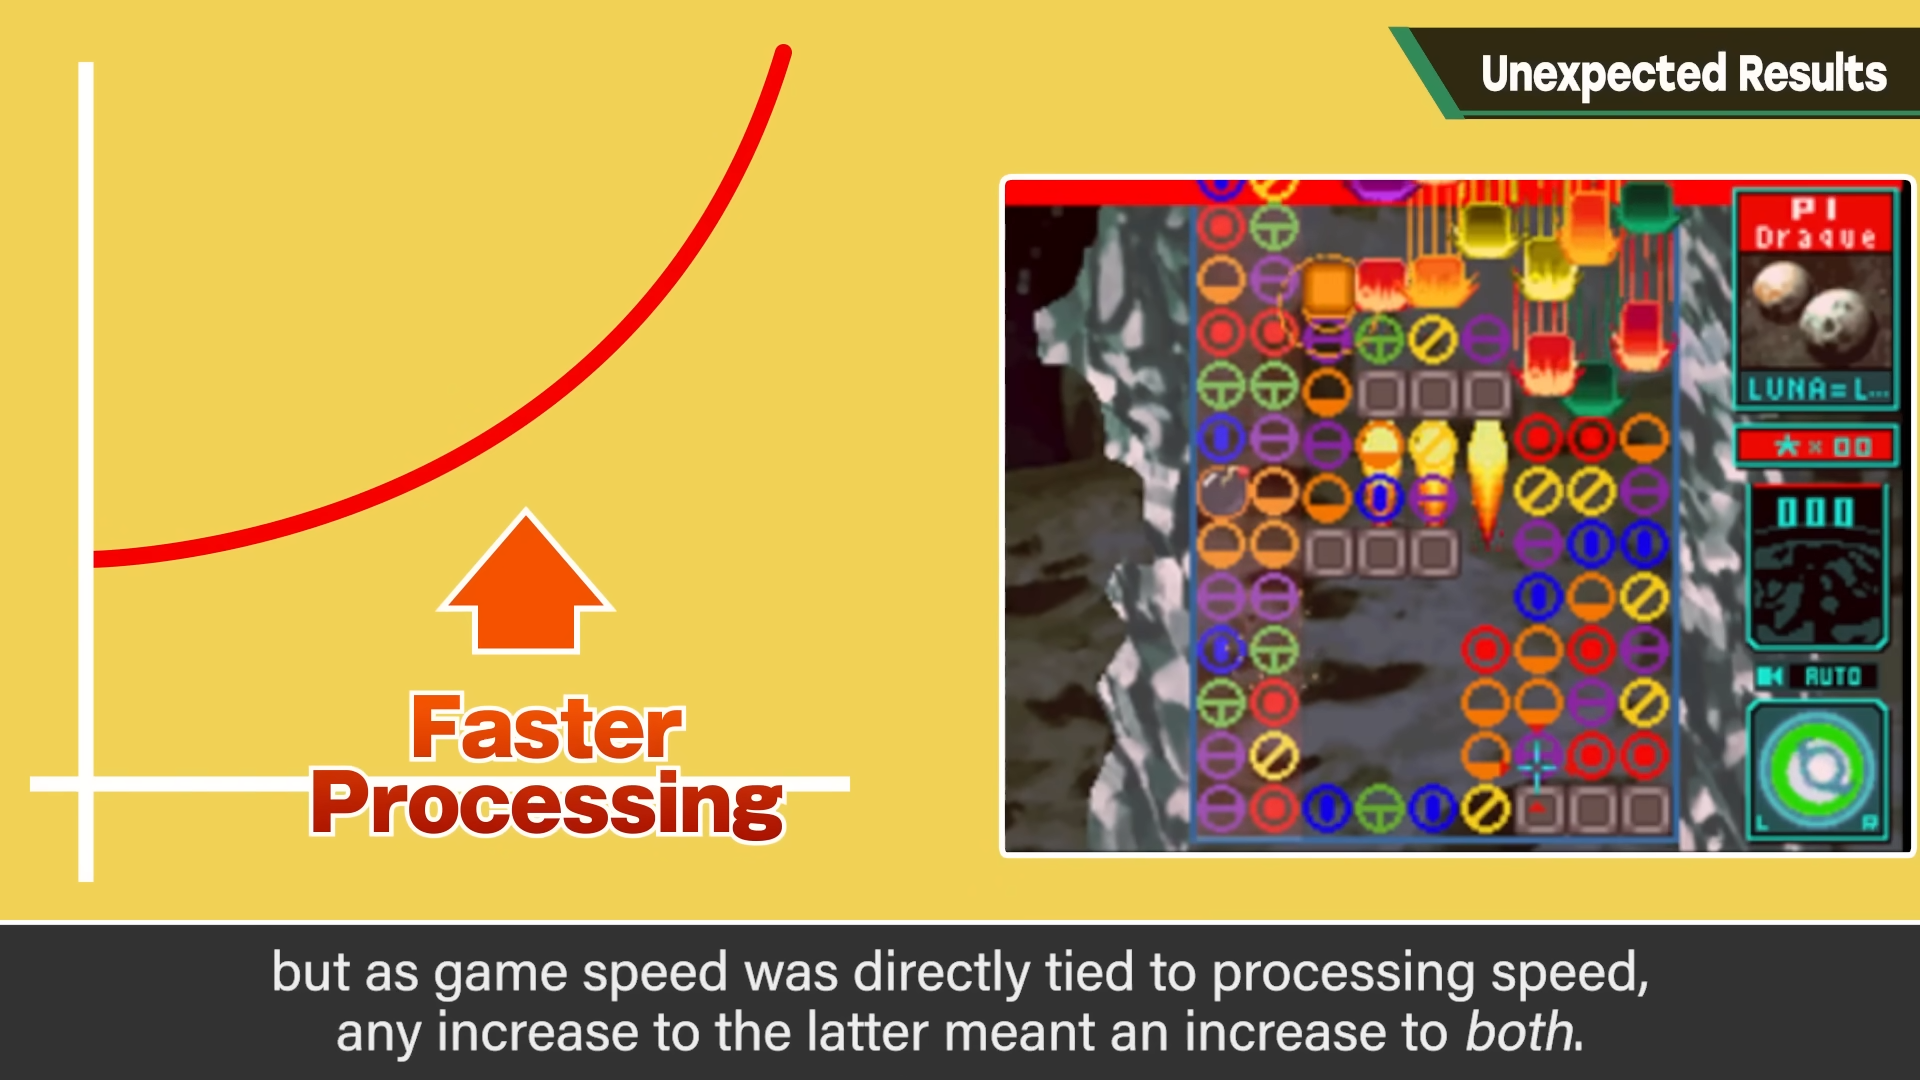 Unexpected Results
Faster
Processing
P1
Draque
LUNA=L...
×00
000
AUTO
L R
but as game speed was directly tied to processing speed,
any increase to the latter meant an increase to both.